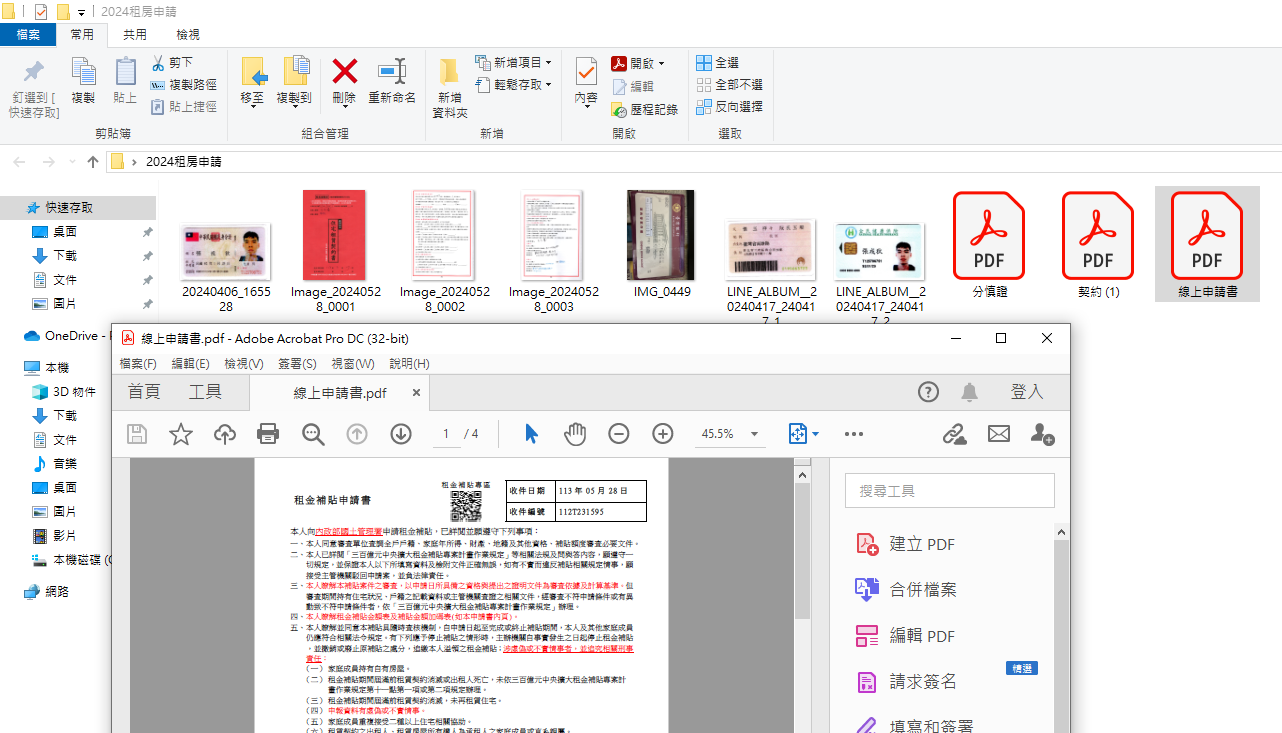 2024租房申請
檔案 常用 共用 檢視
釘選到 [
快速存取]
複製
貼上
剪下
複製路徑
貼上捷徑
剪貼簿
移至
複製到
刪除
重新命名
組合管理
新增
資料夾
新增項目
輕鬆存取
新增
內容
開啟
編輯
歷程記錄
開啟
全選
全部不選
反向選擇
選取
2024租房申請
快速存取
桌面
下載
文件
圖片
OneDrive -
本機
3D 物件
下載
文件
音樂
桌面
圖片
影片
本機磁碟 (
網路
20240406_1655
28
Image_2024052
8_0001
Image_2024052
8_0002
Image_2024052
8_0003
IMG_0449
LINE_ALBUM__2
0240417_24041
7_1
LINE_ALBUM__2
0240417_24041
7_2
PDF
分慎證
PDF
契約 (1)
PDF
線上申請書
線上申請書.pdf - Adobe Acrobat Pro DC (32-bit)
檔案(F) 編輯(E) 檢視(V) 簽署(S) 視窗(W) 說明(H)
首頁 工具 線上申請書.pdf 登入
1 / 4 45.5%
租金補貼申請書
租金補貼專區
收件日期 113 年 05 月 28 日
收件編號 112T231595
本人向內政部國土管理署申請租金補貼，已詳閱並願遵守下列事項：
一、本人同意審查單位查調全戶戶籍、家庭年所得、財產、地籍及其他資格、補貼額度審查必要文件。
二、本人已詳閱「三百億元中央擴大租金補貼專案計畫作業規定」等相關法規及問與答內容，願遵守一
切規定，並保證本人以下所填寫資料及檢附文件正確無誤，如有不實而違反補貼相關規定情事，願
接受主管機關駁回申請案，並負法律責任。
三、本人瞭解本補貼案件之審查，以申請日所具備之資格與提出之證明文件為審查依據及計算基準。但
審查期間持有住宅狀況、戶籍之記載資料或主管機關查證之相關文件，經審查不符申請條件或有異
動致不符申請條件者，依「三百億元中央擴大租金補貼專案計畫作業規定」辦理。
四、本人瞭解租金補貼金額表及補貼金額加碼表(如本申請書內頁)。
五、本人瞭解並同意本補貼具隨時查核機制，自申請日起至完成或終止補貼期間，本人及其他家庭成員
仍應符合相關法令規定。有下列應予停止補貼之情形時，主辦機關自事實發生之日起停止租金補貼
，並撤銷或廢止原補貼之處分，追繳本人溢領之租金補貼；涉虛偽或不實情事者，並追究相關刑事
責任：
（一）家庭成員持有自有房屋。
（二）租金補貼期間屆滿前租賃契約消滅或出租人死亡，未依三百億元中央擴大租金補貼專案計
畫作業規定第十一點第一項或第二項規定辦理。
（三）租金補貼期間屆滿前租賃契約消滅，未再租賃住宅。
（四）申報資料有虛偽或不實情事。
（五）家庭成員重複接受二種以上住宅相關協助。
搜尋工具
建立 PDF
合併檔案
編輯 PDF
精選
請求簽名
填寫和簽署